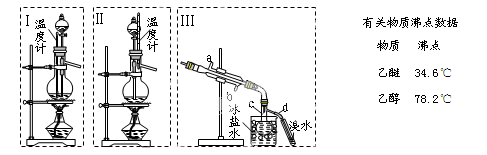 I
温度计
II
温度计
III
a
b
冰盐水
c
d
溴水
有关物质沸点数据
物质 沸点
乙醚 34.6℃
乙醇 78.2℃